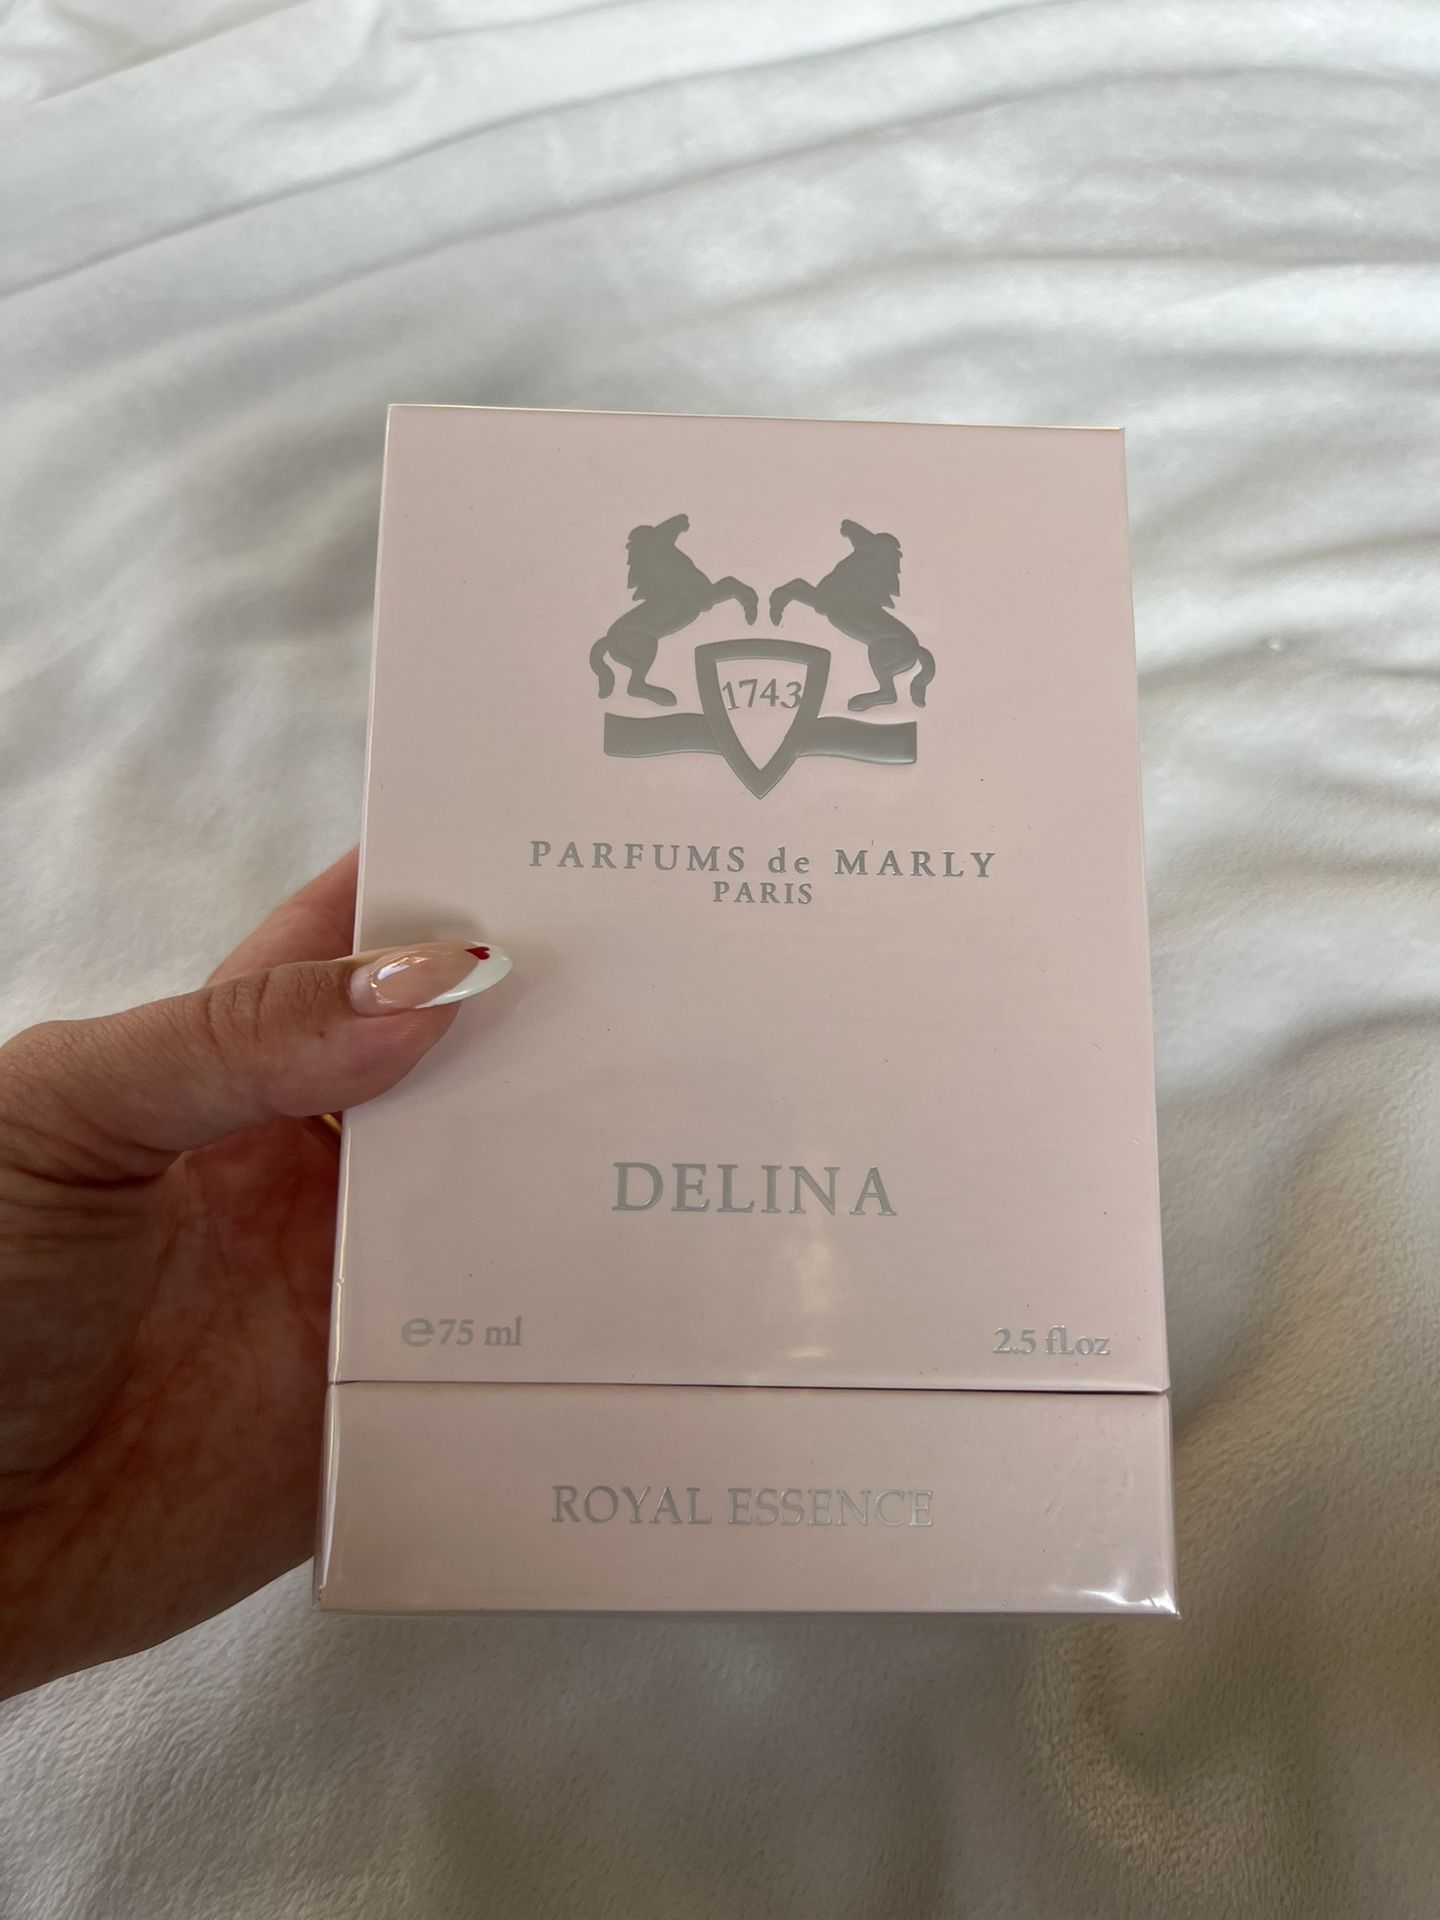 1743
PARFUMS de MARLY
PARIS
DELINA
℮75 ml 2.5 fl.oz
ROYAL ESSENCE